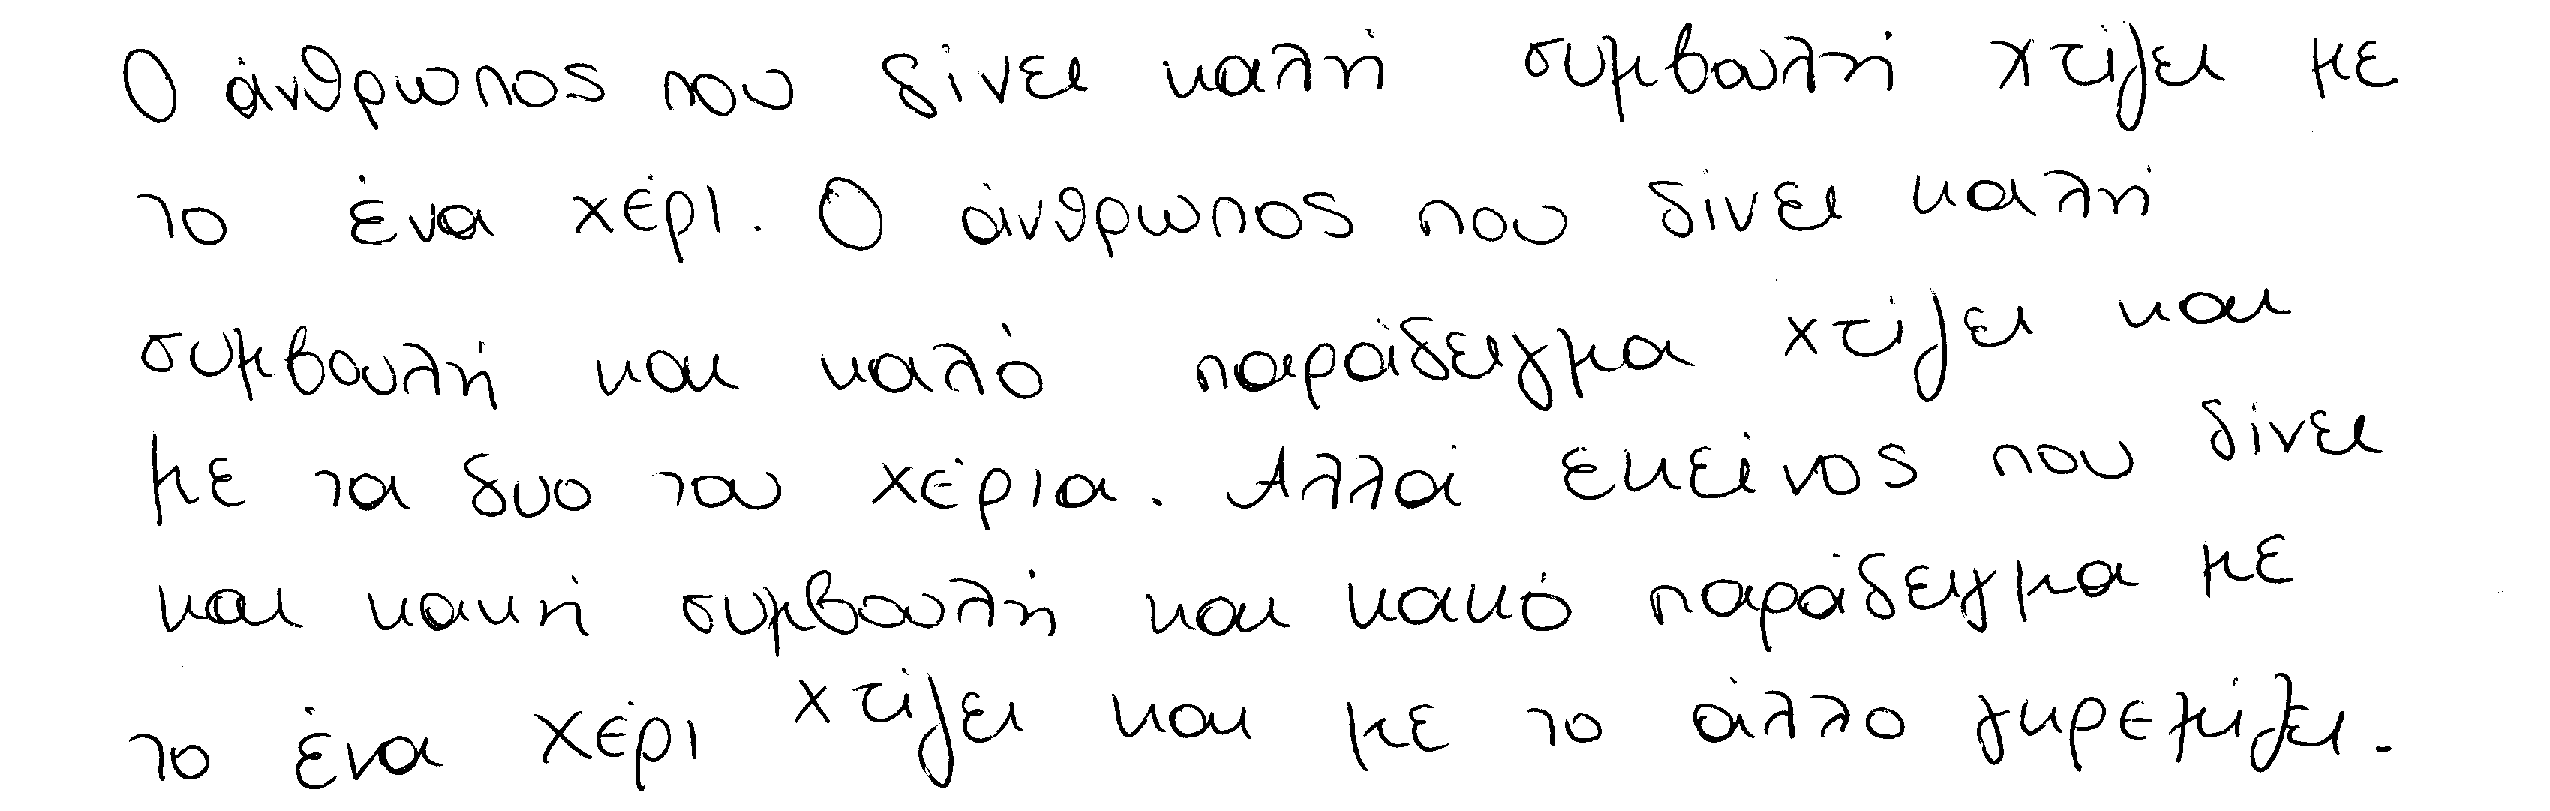 Ο άνθρωπος που δίνει καλή συμβουλή χτίζει με
το ένα χέρι. Ο άνθρωπος που δίνει καλή
συμβουλή και καλό παράδειγμα χτίζει και
με τα δυο του χέρια. Αλλά εκείνος που δίνει
και κακή συμβουλή και κακό παράδειγμα με
το ένα χέρι χτίζει και με το άλλο γκρεμίζει.